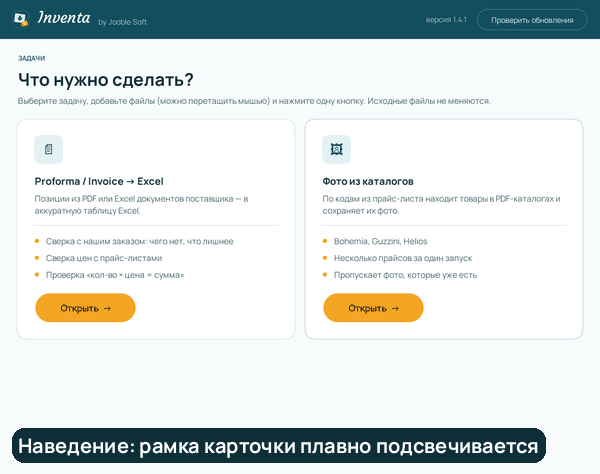 Inventa by Jooble Soft
версия 1.4.1
Проверить обновления
ЗАДАЧИ
Что нужно сделать?
Выберите задачу, добавьте файлы (можно перетащить мышью) и нажмите одну кнопку. Исходные файлы не меняются.
Proforma / Invoice → Excel
Позиции из PDF или Excel документов поставщика — в
аккуратную таблицу Excel.
Сверка с нашим заказом: чего нет, что лишнее
Сверка цен с прайс-листами
Проверка «кол-во × цена = сумма»
Открыть →
Фото из каталогов
По кодам из прайс-листа находит товары в PDF-каталогах и
сохраняет их фото.
Bohemia, Guzzini, Helios
Несколько прайсов за один запуск
Пропускает фото, которые уже есть
Открыть →
Наведение: рамка карточки плавно подсвечивается